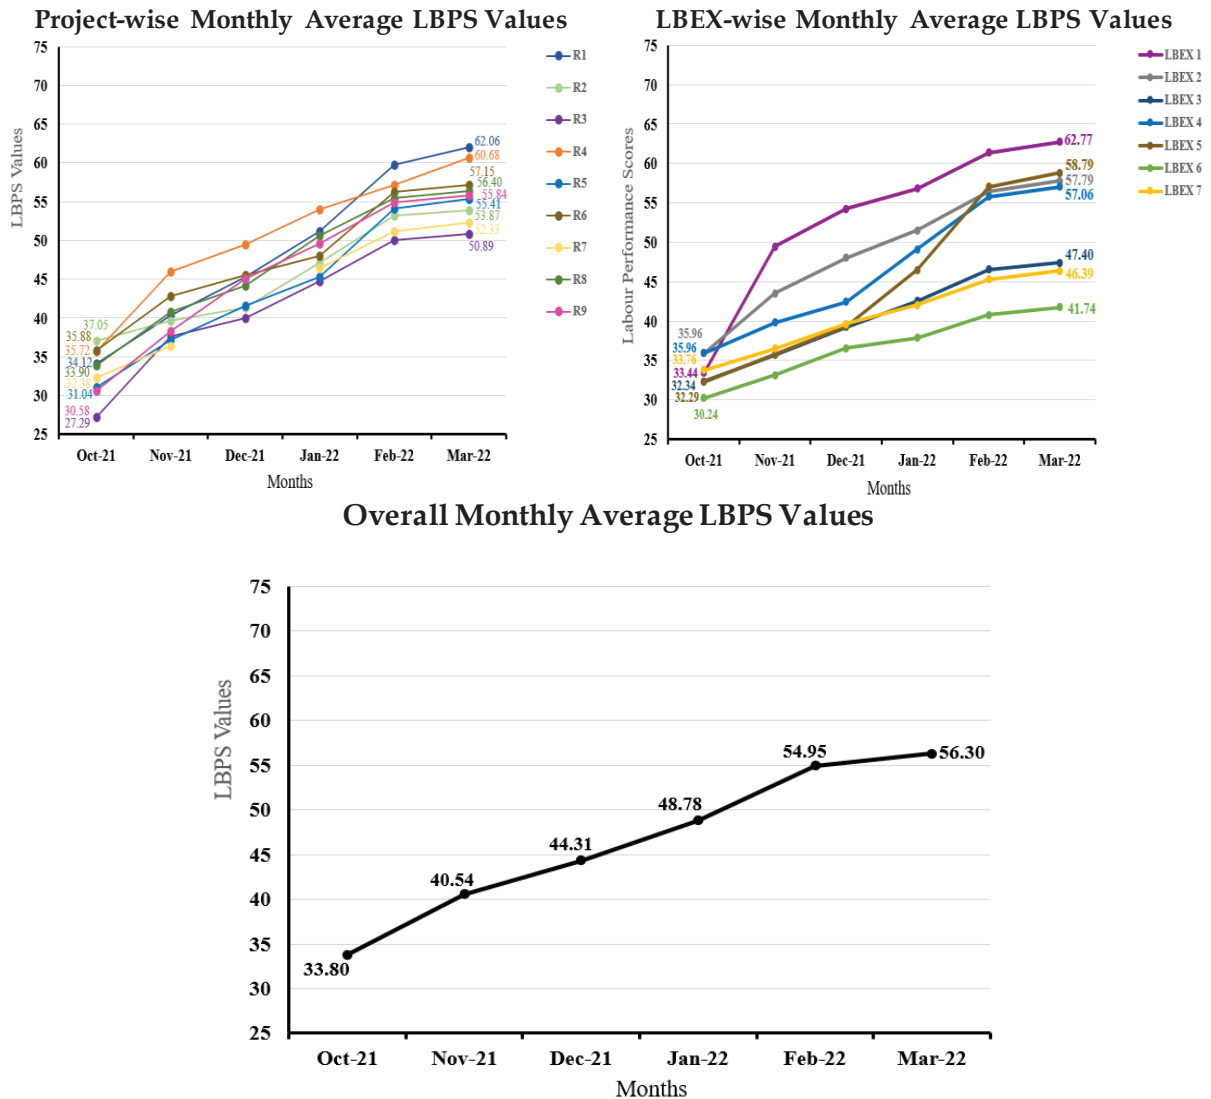 Project-wise Monthly Average LBPS Values
75
70
65
60
55
50
45
40
35
30
25
LBPS Values
37.05
35.88
35.72
34.12
33.90
32.38
31.04
30.58
27.29
62.06
60.68
57.15
56.40
55.84
55.41
53.87
52.33
50.89
Oct-21 Nov-21 Dec-21 Jan-22 Feb-22 Mar-22
Months
R1
R2
R3
R4
R5
R6
R7
R8
R9
LBEX-wise Monthly Average LBPS Values
75
70
65
60
55
50
45
40
35
30
25
Labour Performance Scores
35.96
35.96
33.76
33.44
32.34
32.29
30.24
62.77
58.79
57.79
57.06
47.40
46.39
41.74
Oct-21 Nov-21 Dec-21 Jan-22 Feb-22 Mar-22
Months
LBEX 1
LBEX 2
LBEX 3
LBEX 4
LBEX 5
LBEX 6
LBEX 7
Overall Monthly Average LBPS Values
75
70
65
60
55
50
45
40
35
30
25
LBPS Values
33.80
40.54
44.31
48.78
54.95
56.30
Oct-21 Nov-21 Dec-21 Jan-22 Feb-22 Mar-22
Months